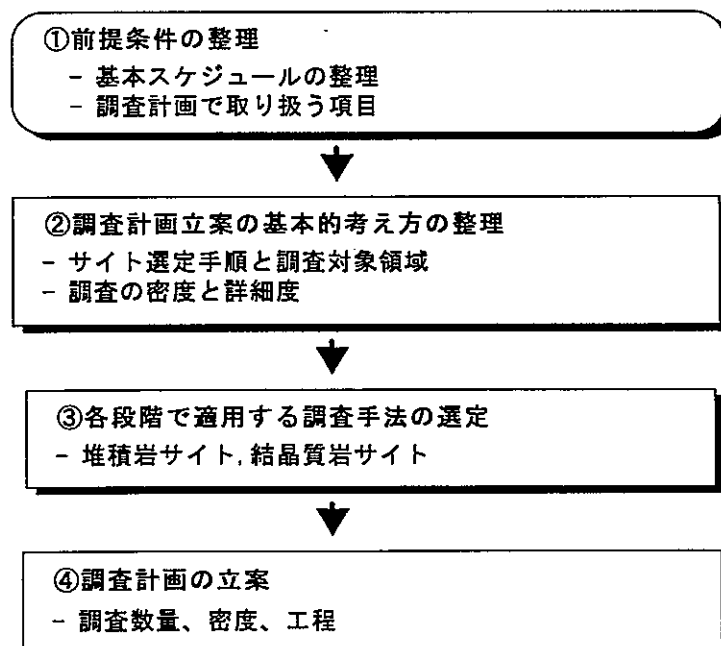 ①前提条件の整理
- 基本スケジュールの整理
- 調査計画で取り扱う項目
②調査計画立案の基本的考え方の整理
- サイト選定手順と調査対象領域
- 調査の密度と詳細度
③各段階で適用する調査手法の選定
- 堆積岩サイト,結晶質岩サイト
④調査計画の立案
- 調査数量、密度、工程